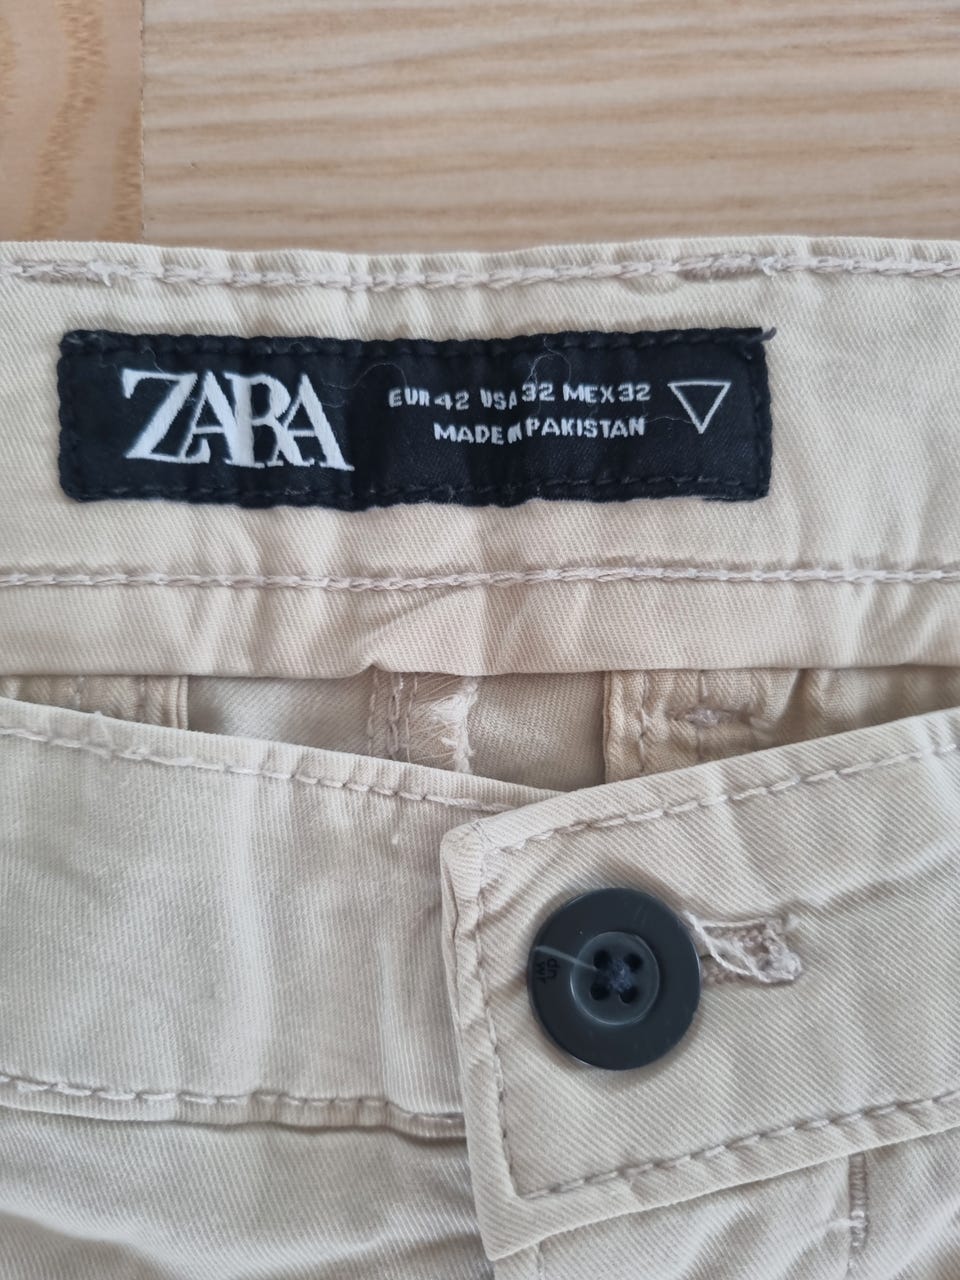 ZARA
EUR 42 USA 32 MEX 32
MADE IN PAKISTAN